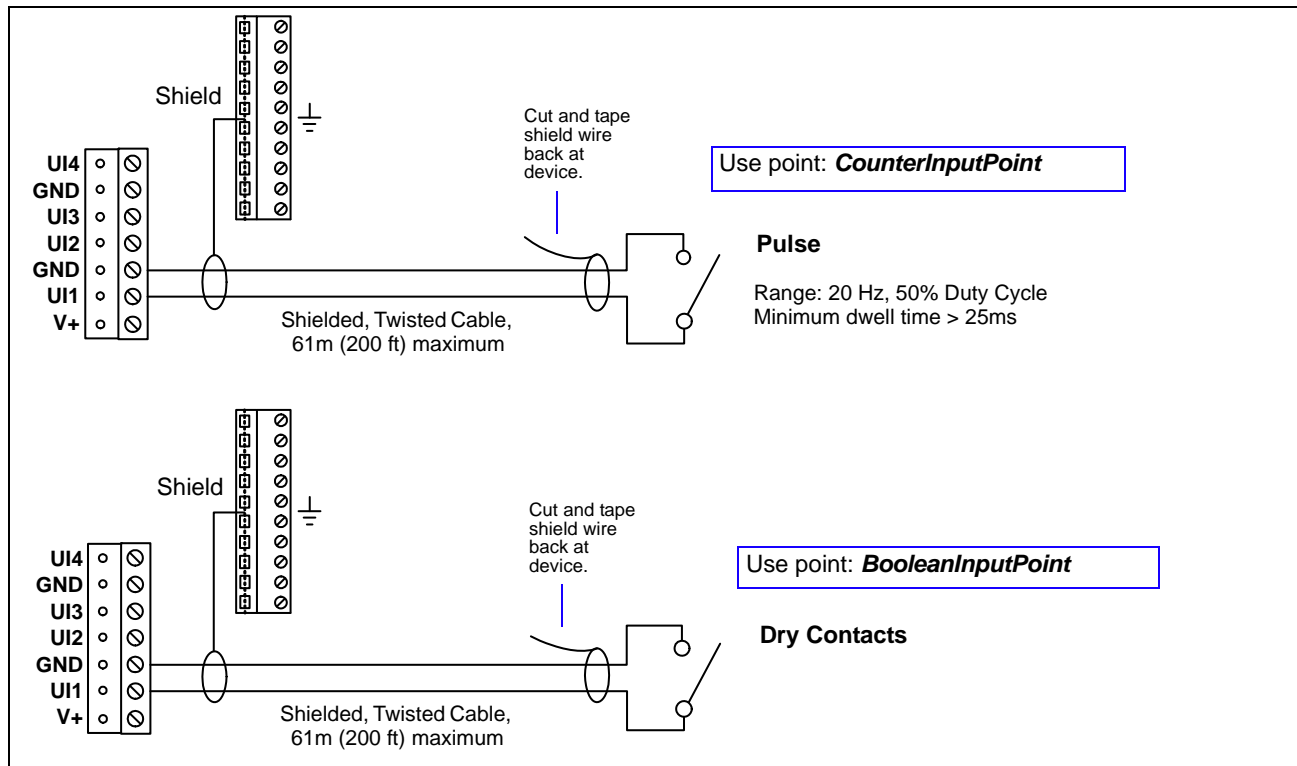 Shield
Cut and tape
shield wire
back at
device.
Use point: CounterInputPoint
UI4
GND
UI3
UI2
GND
UI1
V+
Pulse
Range: 20 Hz, 50% Duty Cycle
Minimum dwell time > 25ms
Shielded, Twisted Cable,
61m (200 ft) maximum
Shield
Cut and tape
shield wire
back at
device.
Use point: BooleanInputPoint
UI4
GND
UI3
UI2
GND
UI1
V+
Dry Contacts
Shielded, Twisted Cable,
61m (200 ft) maximum